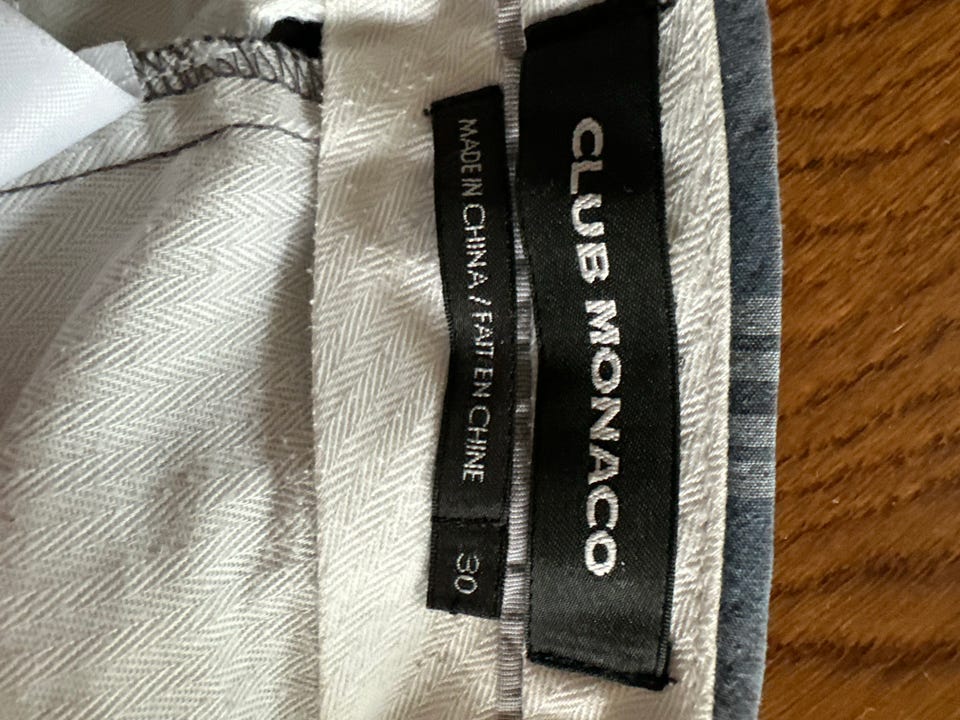 CLUB MONACO
MADE IN CHINA / FAIT EN CHINE
30